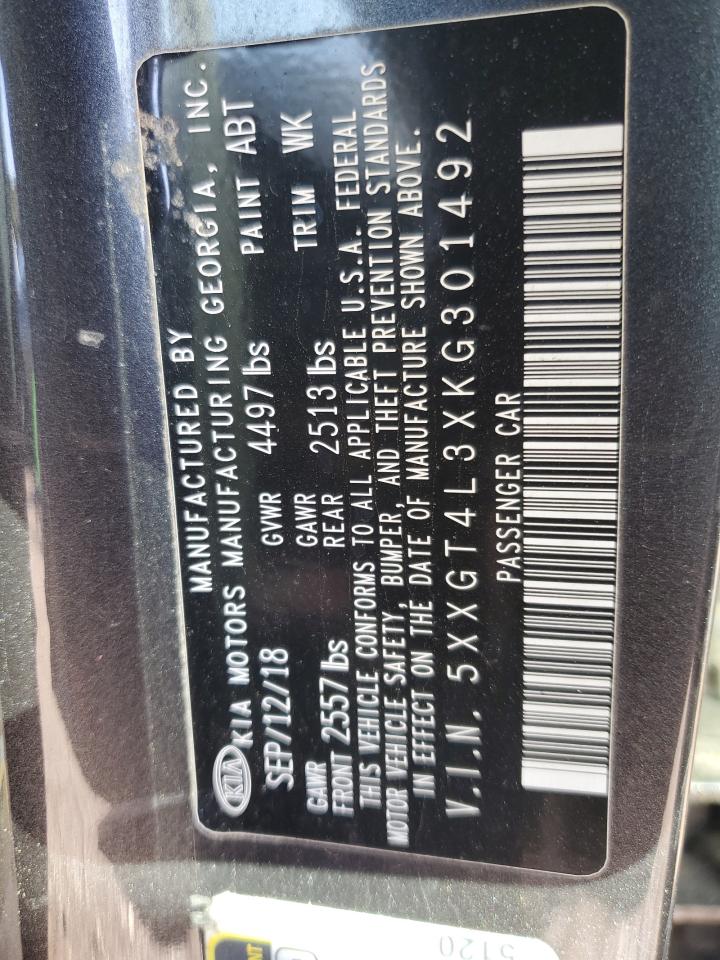 MANUFACTURED BY
KIA KIA MOTORS MANUFACTURING GEORGIA, INC.
SEP/12/18 GVWR 4497 lbs PAINT ABT
GAWR FRONT 2557 lbs GAWR REAR 2513 lbs TRIM WK
THIS VEHICLE CONFORMS TO ALL APPLICABLE U.S.A. FEDERAL
MOTOR VEHICLE SAFETY, BUMPER, AND THEFT PREVENTION STANDARDS
IN EFFECT ON THE DATE OF MANUFACTURE SHOWN ABOVE.
V.I.N. 5XXGT4L3XKG301492
PASSENGER CAR
5120